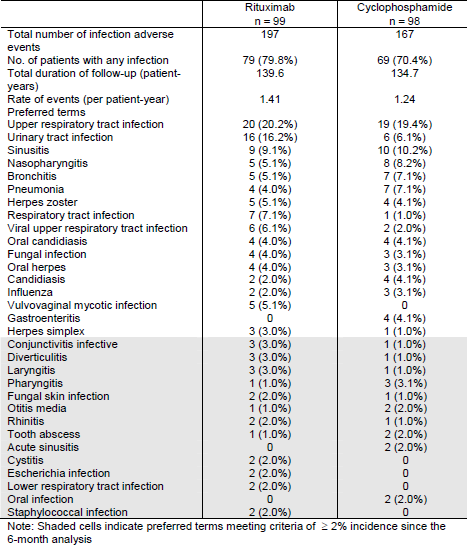 Rituximab Cyclophosphamide
n = 99 n = 98
Total number of infection adverse 197 167
events
No. of patients with any infection 79 (79.8%) 69 (70.4%)
Total duration of follow-up (patient- 139.6 134.7
years)
Rate of events (per patient-year) 1.41 1.24
Preferred terms
Upper respiratory tract infection 20 (20.2%) 19 (19.4%)
Urinary tract infection 16 (16.2%) 6 (6.1%)
Sinusitis 9 (9.1%) 10 (10.2%)
Nasopharyngitis 5 (5.1%) 8 (8.2%)
Bronchitis 5 (5.1%) 7 (7.1%)
Pneumonia 4 (4.0%) 7 (7.1%)
Herpes zoster 5 (5.1%) 4 (4.1%)
Respiratory tract infection 7 (7.1%) 1 (1.0%)
Viral upper respiratory tract infection 6 (6.1%) 2 (2.0%)
Oral candidiasis 4 (4.0%) 4 (4.1%)
Fungal infection 4 (4.0%) 3 (3.1%)
Oral herpes 4 (4.0%) 3 (3.1%)
Candidiasis 2 (2.0%) 4 (4.1%)
Influenza 2 (2.0%) 3 (3.1%)
Vulvovaginal mycotic infection 5 (5.1%) 0
Gastroenteritis 0 4 (4.1%)
Herpes simplex 3 (3.0%) 1 (1.0%)
Conjunctivitis infective 3 (3.0%) 1 (1.0%)
Diverticulitis 3 (3.0%) 1 (1.0%)
Laryngitis 3 (3.0%) 1 (1.0%)
Pharyngitis 1 (1.0%) 3 (3.1%)
Fungal skin infection 2 (2.0%) 1 (1.0%)
Otitis media 1 (1.0%) 2 (2.0%)
Rhinitis 2 (2.0%) 1 (1.0%)
Tooth abscess 1 (1.0%) 2 (2.0%)
Acute sinusitis 0 2 (2.0%)
Cystitis 2 (2.0%) 0
Escherichia infection 2 (2.0%) 0
Lower respiratory tract infection 2 (2.0%) 0
Oral infection 0 2 (2.0%)
Staphylococcal infection 2 (2.0%) 0
Note: Shaded cells indicate preferred terms meeting criteria of ≥ 2% incidence since the
6-month analysis